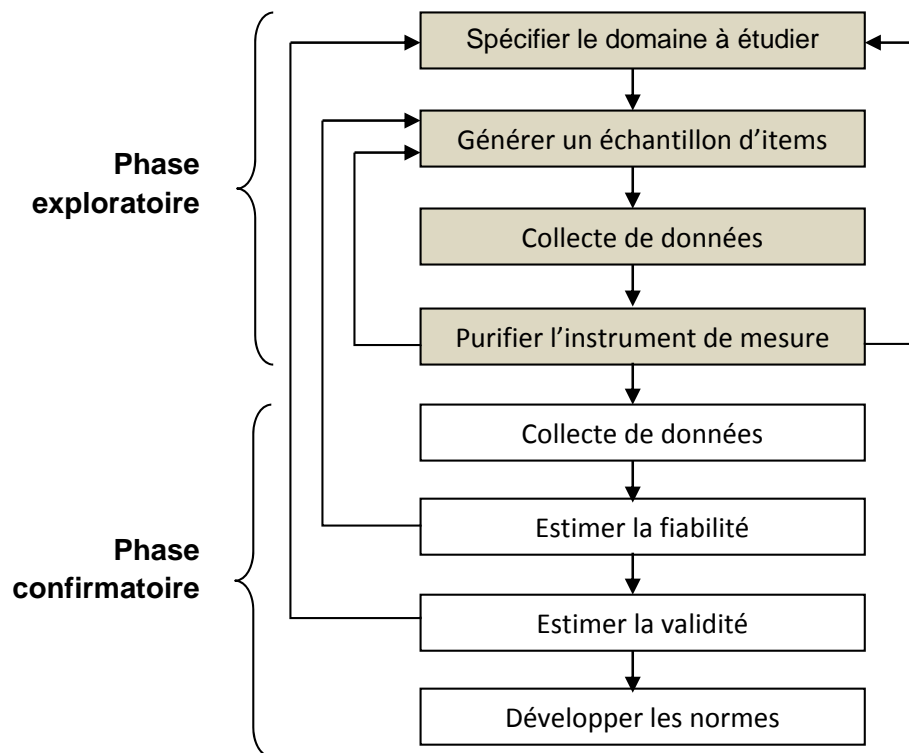 Spécifier le domaine à étudier
Générer un échantillon d'items
Phase
exploratoire
Collecte de données
Purifier l'instrument de mesure
Collecte de données
Estimer la fiabilité
Phase
confirmatoire
Estimer la validité
Développer les normes